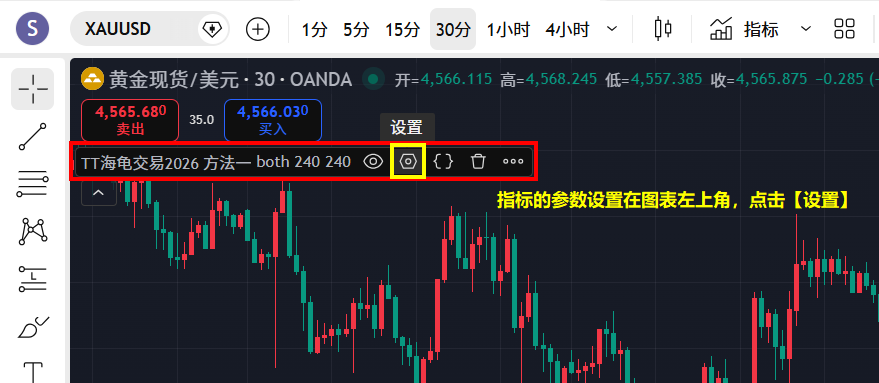 S XAUUSD 1分 5分 15分 30分 1小时 4小时 指标
黄金现货/美元 · 30 · OANDA 开=4,566.115 高=4,568.245 低=4,557.385 收=4,565.875 -0.285 (-
4,565.680 卖出 35.0 4,566.030 买入
设置
TT海龟交易2026 方法一 both 240 240
指标的参数设置在图表左上角，点击【设置】
L
T